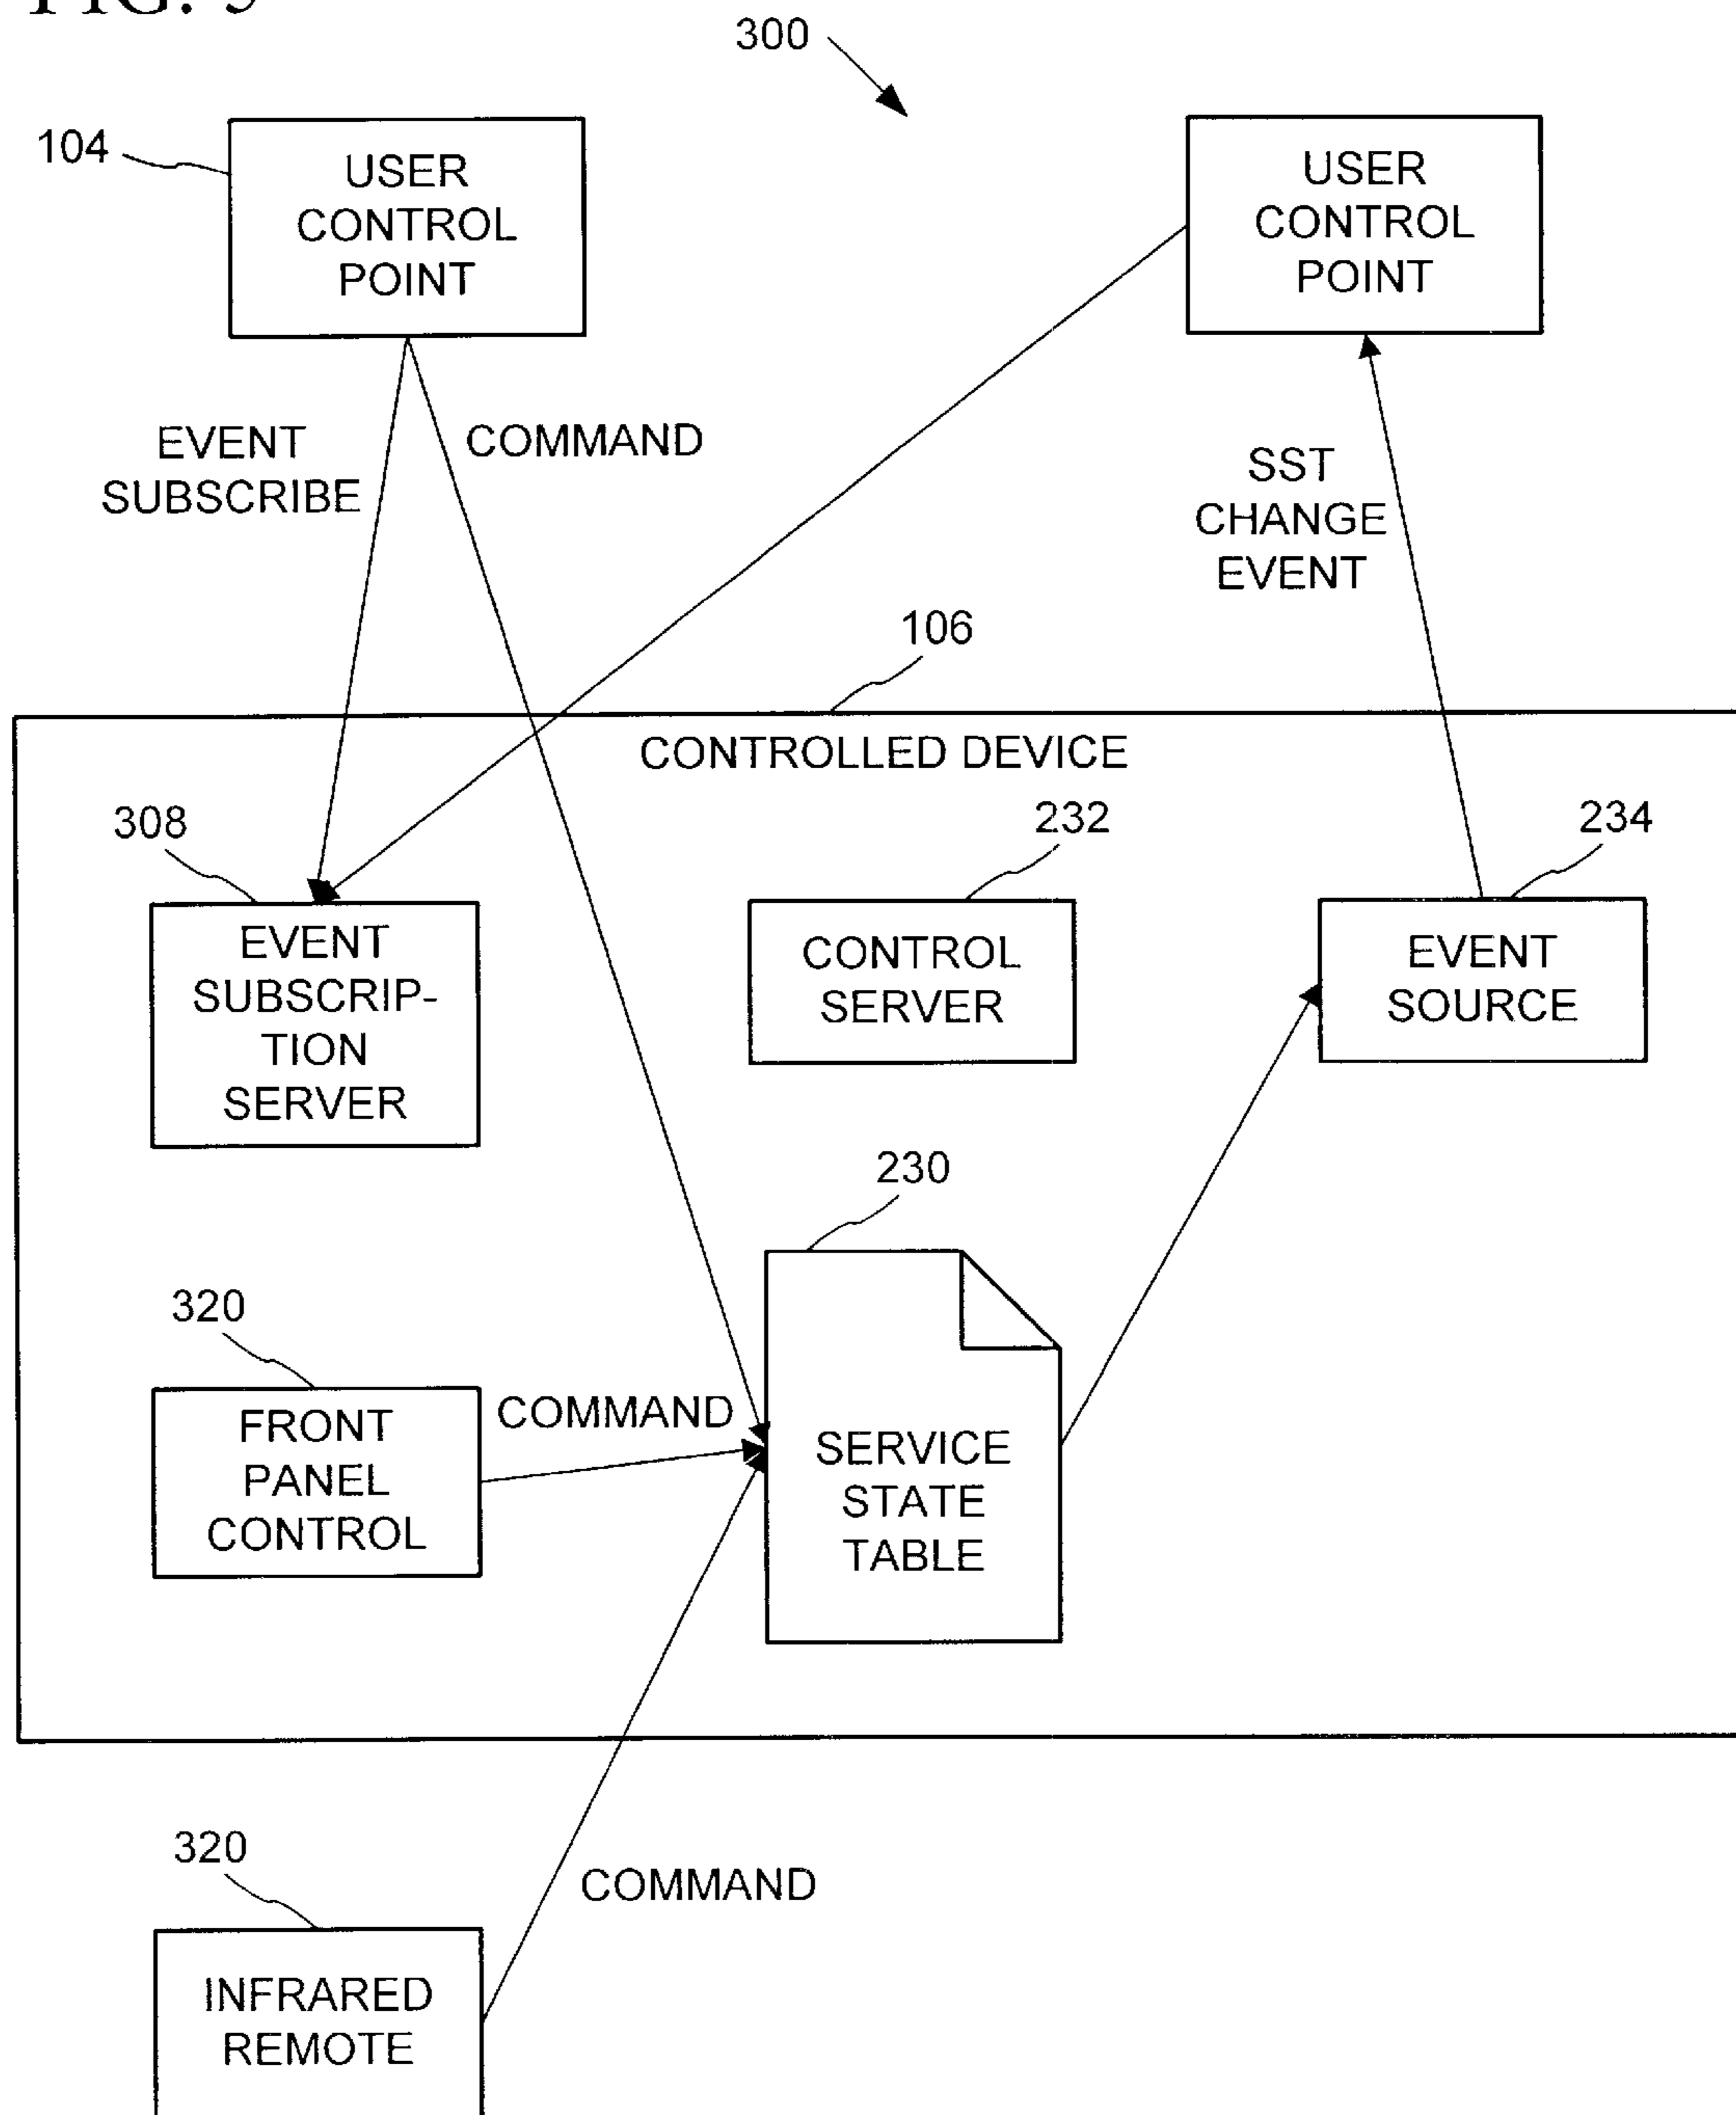 300
104
USER
CONTROL
POINT
USER
CONTROL
POINT
EVENT
SUBSCRIBE
COMMAND
SST
CHANGE
EVENT
106
CONTROLLED DEVICE
308
232
234
EVENT
SUBSCRIP-
TION
SERVER
CONTROL
SERVER
EVENT
SOURCE
230
320
FRONT
PANEL
CONTROL
COMMAND
SERVICE
STATE
TABLE
320
COMMAND
INFRARED
REMOTE